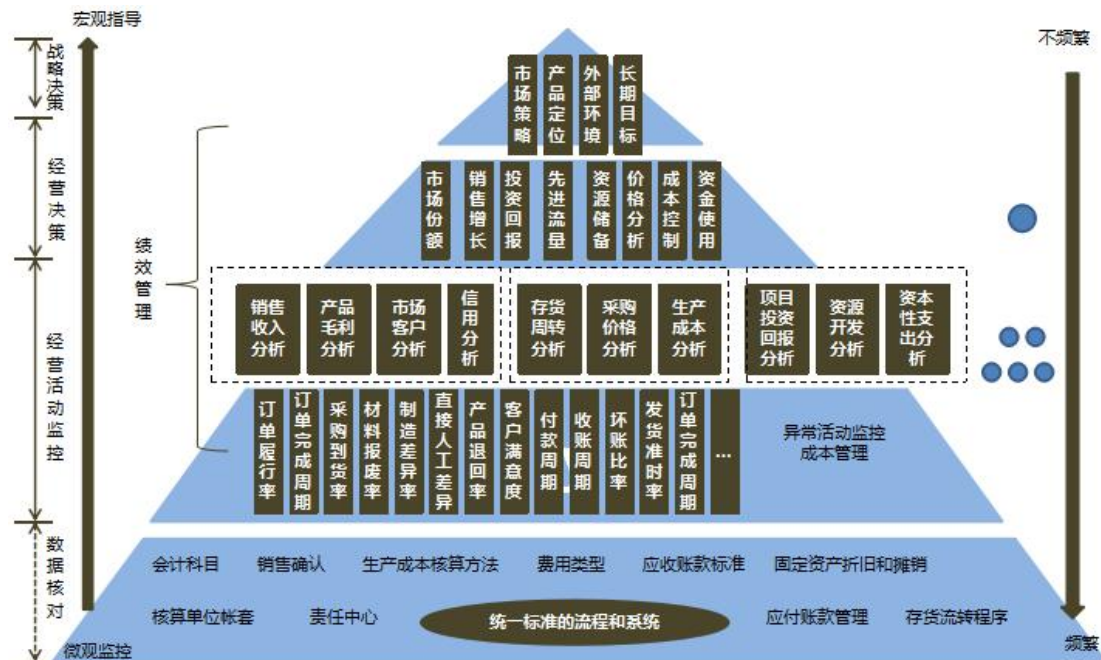 宏观指导
不频繁
战略决策
市场策略
产品定位
外部环境
长期目标
经营决策
市场份额
销售增长
投资回报
先进流量
资源储备
价格分析
成本控制
资金使用
绩效管理
经营活动监控
销售
收入
分析
产品
毛利
分析
市场
客户
分析
信用分析
存货
周转
分析
采购
价格
分析
生产
成本
分析
项目
投资
回报
分析
资源
开发
分析
资本
性支
出分
析
订单履行率
订单完成周期
采购到货率
材料报废率
制造差异率
直接人工差异
产品退回率
客户满意度
付款周期
收账周期
坏账比率
发货准时率
订单完成周期
...
异常活动监控
成本管理
数据核对
会计科目
销售确认
生产成本核算方法
费用类型
应收账款标准
固定资产折旧和摊销
核算单位帐套
责任中心
统一标准的流程和系统
应付账款管理
存货流转程序
微观监控
频繁